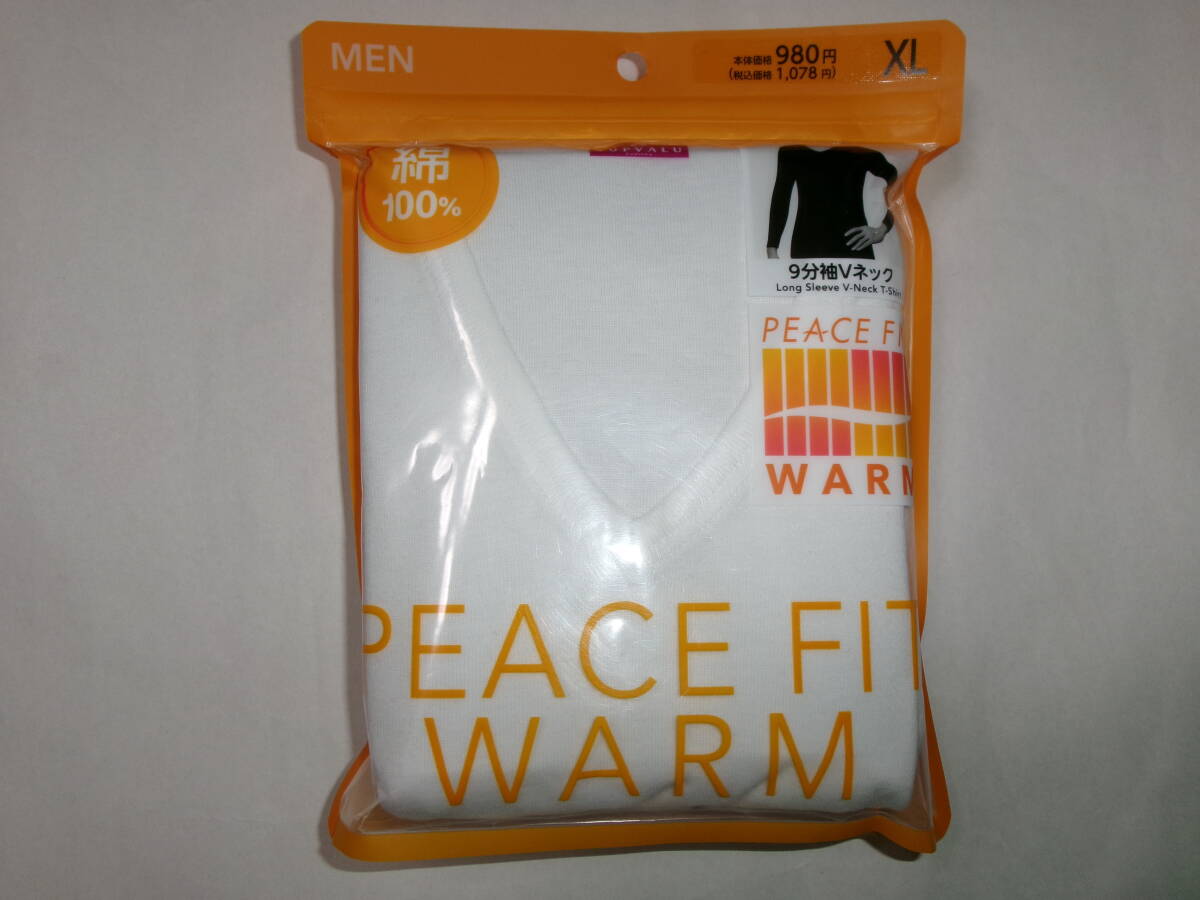 MEN
本体価格 980円
(税込価格 1,078円)
XL
綿
100%
TOPVALU
9分袖Vネック
Long Sleeve V-Neck T-Shirt
PEACE FIT
WARM
PEACE FIT
WARM